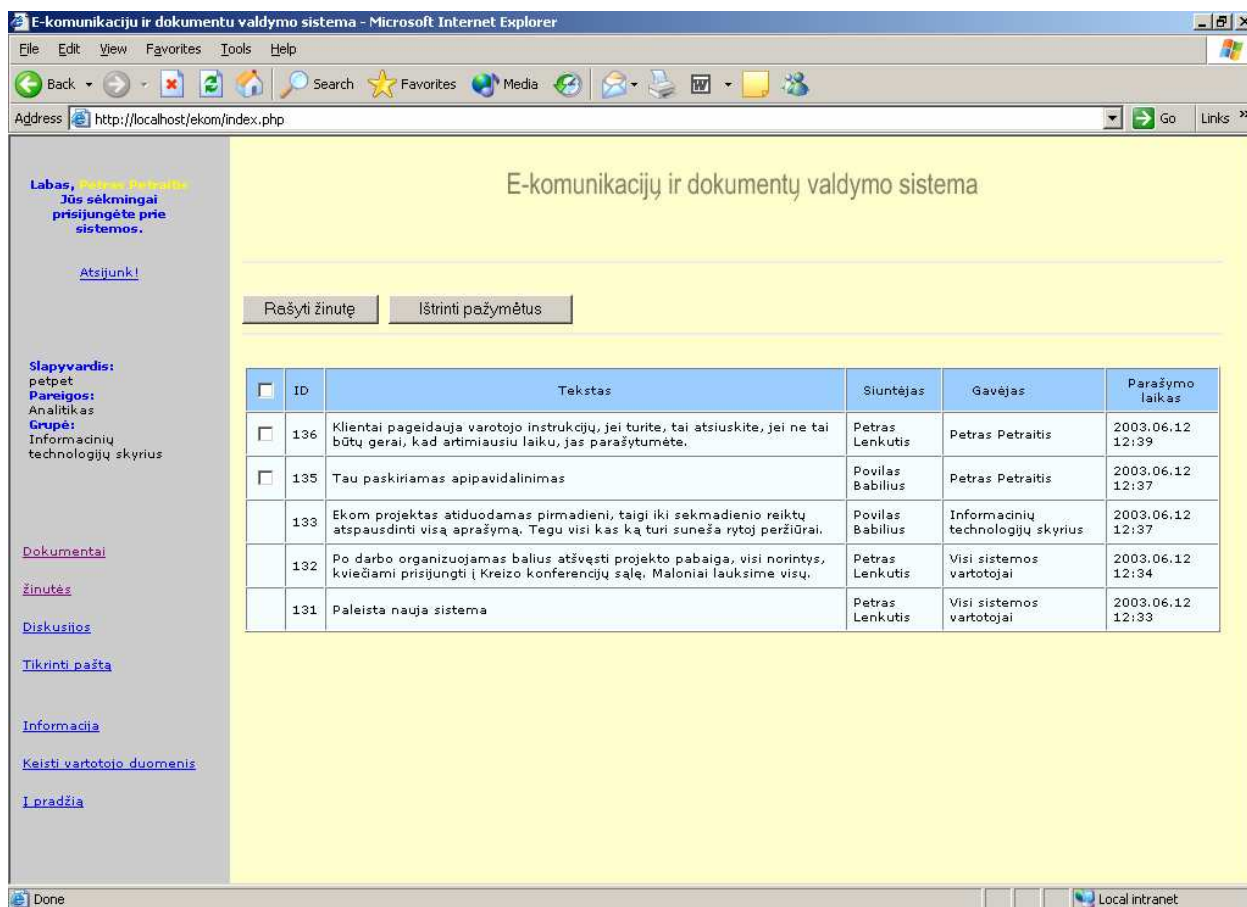 E-komunikaciju ir dokumentu valdymo sistema - Microsoft Internet Explorer
File Edit View Favorites Tools Help
Back Search Favorites Media
Address http://localhost/ekom/index.php Go Links »
Labas, Petras Petraitis
Jūs sėkmingai
prisijungėte prie
sistemos.
Atsijunk!
Slapyvardis:
petpet
Pareigos:
Analitikas
Grupė:
Informacinių
technologijų skyrius
Dokumentai
žinutės
Diskusijos
Tikrinti paštą
Informacija
Keisti vartotojo duomenis
Į pradžią
E-komunikacijų ir dokumentų valdymo sistema
Rašyti žinutę Ištrinti pažymėtus
ID Tekstas Siuntėjas Gavėjas Parašymo
laikas
136 Klientai pageidauja varotojo instrukcijų, jei turite, tai atsiuskite, jei ne tai
būtų gerai, kad artimiausiu laiku, jas parašytumėte. Petras
Lenkutis Petras Petraitis 2003.06.12
12:39
135 Tau paskiriamas apipavidalinimas Povilas
Babilius Petras Petraitis 2003.06.12
12:37
133 Ekom projektas atiduodamas pirmadieni, taigi iki sekmadienio reiktų
atspausdinti visą aprašymą. Tegu visi kas ką turi suneša rytoj peržiūrai. Povilas
Babilius Informacinių
technologijų skyrius 2003.06.12
12:37
132 Po darbo organizuojamas balius atšvęsti projekto pabaiga, visi norintys,
kviečiami prisijungti į Kreizo konferencijų salę. Maloniai lauksime visų. Petras
Lenkutis Visi sistemos
vartotojai 2003.06.12
12:34
131 Paleista nauja sistema Petras
Lenkutis Visi sistemos
vartotojai 2003.06.12
12:33
Done Local intranet